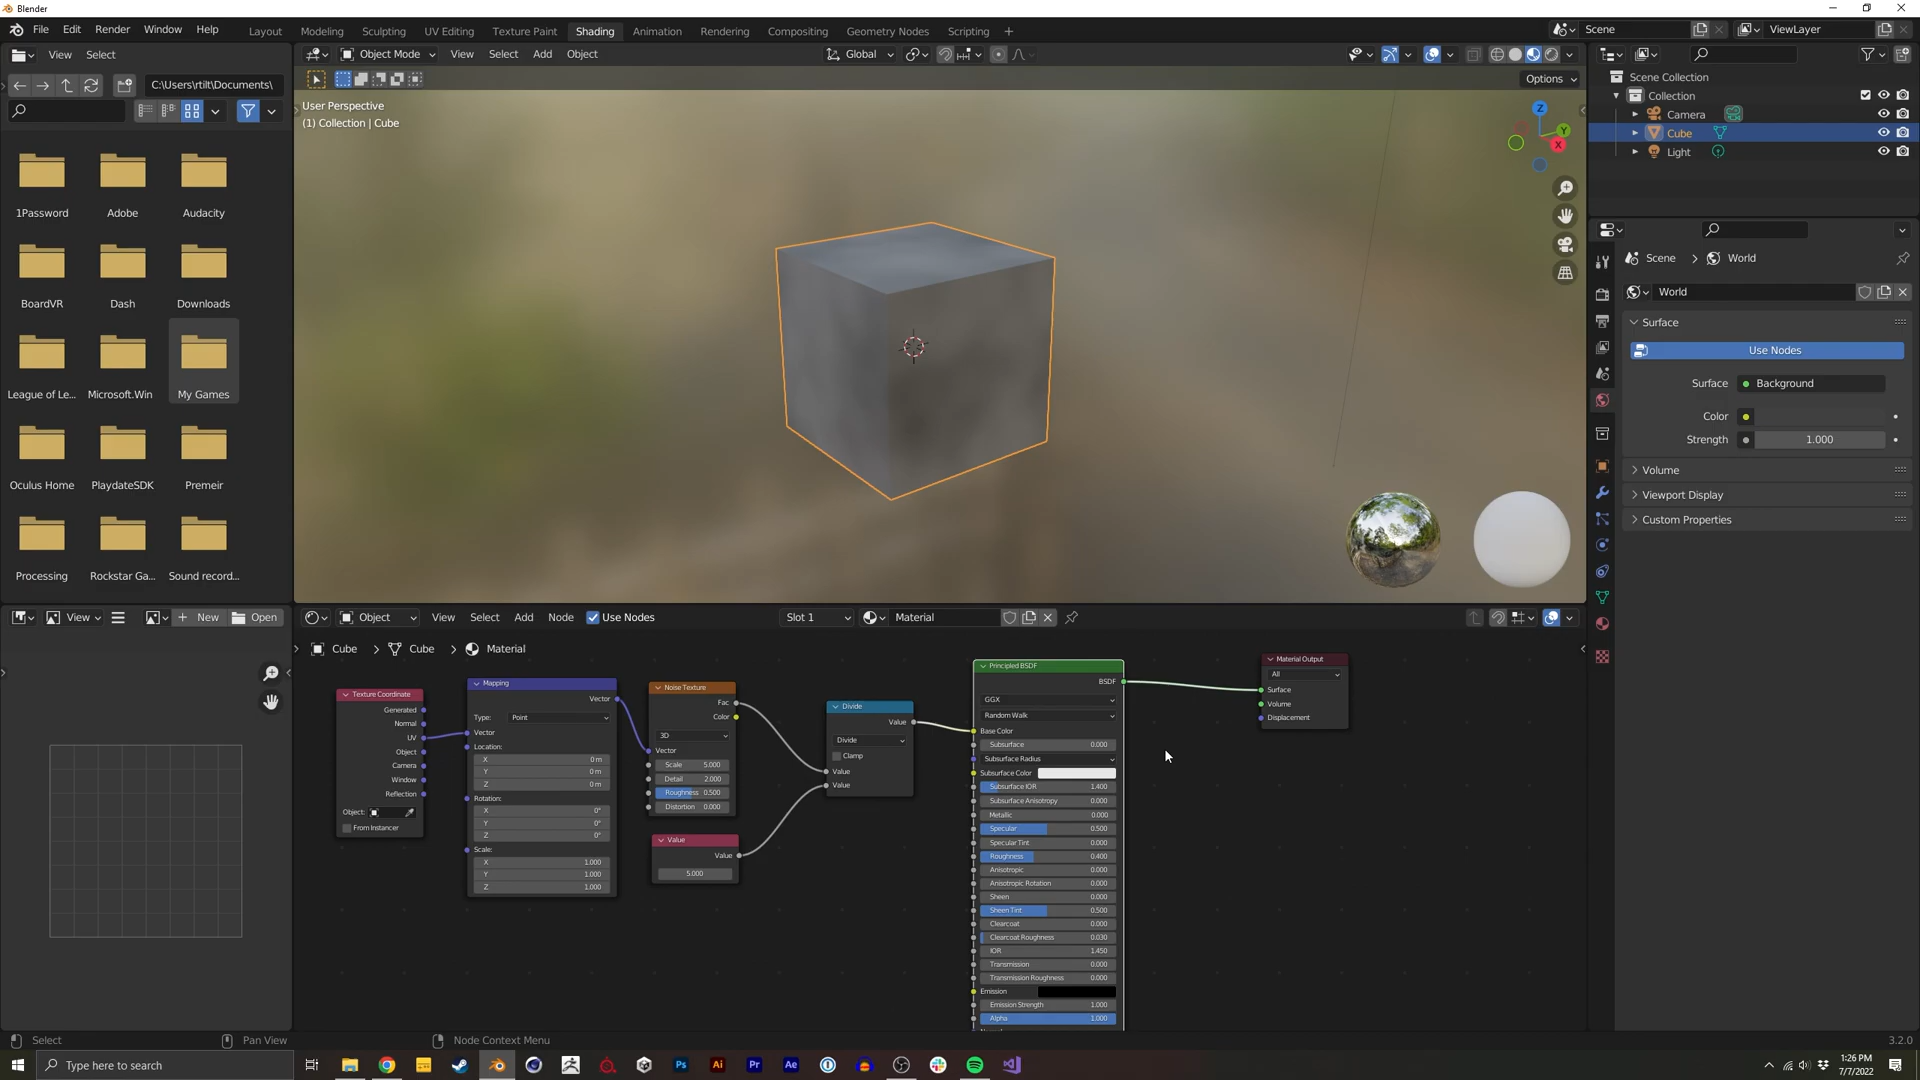 Blender
File Edit Render Window Help
Layout Modeling Sculpting UV Editing Texture Paint Shading Animation Rendering Compositing Geometry Nodes Scripting +
Scene
ViewLayer
View Select
Object Mode View Select Add Object
Global
C:\Users\rtilt\Documents\
Options
User Perspective
(1) Collection | Cube
Z
Y
X
1Password Adobe Audacity
BoardVR Dash Downloads
League of Le... Microsoft.Win My Games
Oculus Home PlaydateSDK Premeir
Processing Rockstar Ga... Sound record...
Scene Collection
Collection
Camera
Cube
Light
Scene > World
World
Surface
Use Nodes
Surface Background
Color
Strength 1.000
Volume
Viewport Display
Custom Properties
View + New Open
Object View Select Add Node Use Nodes Slot 1 Material
Cube > Cube > Material
Texture Coordinate
Generated
Normal
UV
Object
Camera
Window
Reflection
Object:
From Instancer
Mapping
Vector
Type: Point
Vector
Location:
X 0 m
Y 0 m
Z 0 m
Rotation:
X 0°
Y 0°
Z 0°
Scale:
X 1.000
Y 1.000
Z 1.000
Noise Texture
Fac
Color
3D
Vector
Scale 5.000
Detail 2.000
Roughness 0.500
Distortion 0.000
Value
Value
5.000
Divide
Value
Divide
Clamp
Value
Value
Principled BSDF
BSDF
GGX
Random Walk
Base Color
Subsurface 0.000
Subsurface Radius
Subsurface Color
Subsurface IOR 1.400
Subsurface Anisotropy 0.000
Metallic 0.000
Specular 0.500
Specular Tint 0.000
Roughness 0.400
Anisotropic 0.000
Anisotropic Rotation 0.000
Sheen 0.000
Sheen Tint 0.500
Clearcoat 0.000
Clearcoat Roughness 0.030
IOR 1.450
Transmission 0.000
Transmission Roughness 0.000
Emission
Emission Strength 1.000
Alpha 1.000
Material Output
All
Surface
Volume
Displacement
Select Pan View Node Context Menu 3.2.0
Type here to search
Ps Ai Pr Ae
1:26 PM
7/7/2022